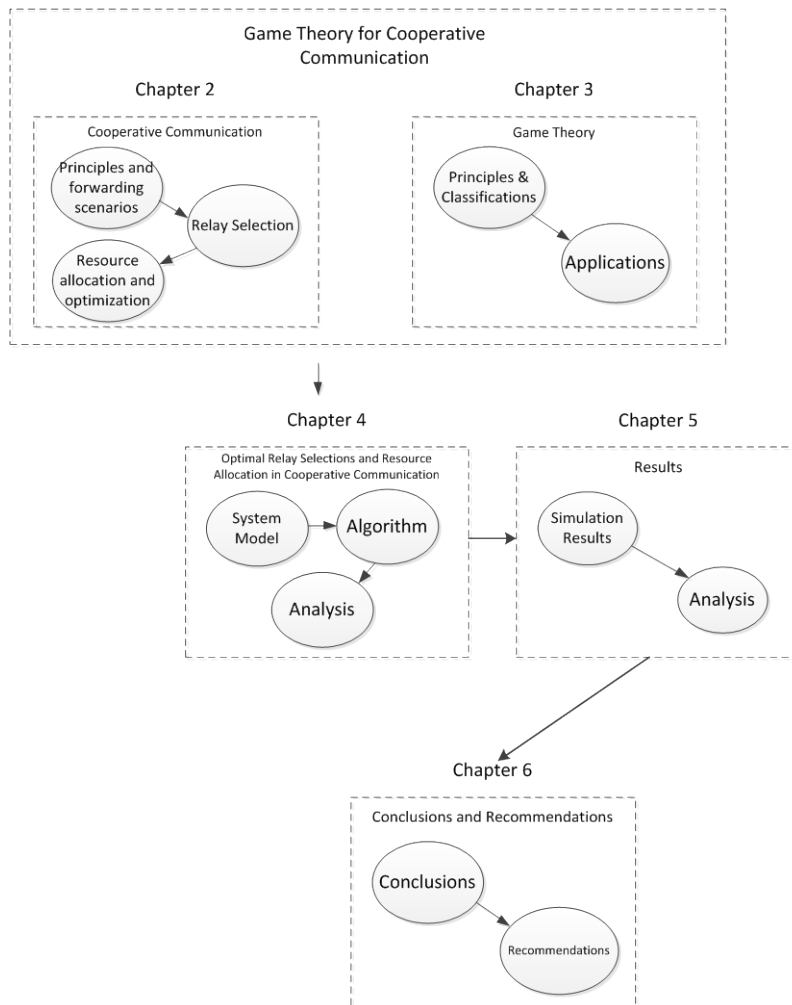 Game Theory for Cooperative
Communication
Chapter 2
Cooperative Communication
Principles and
forwarding
scenarios
Relay Selection
Resource
allocation and
optimization
Chapter 3
Game Theory
Principles &
Classifications
Applications
Chapter 4
Optimal Relay Selections and Resource
Allocation in Cooperative Communication
System
Model
Algorithm
Analysis
Chapter 5
Results
Simulation
Results
Analysis
Chapter 6
Conclusions and Recommendations
Conclusions
Recommendations